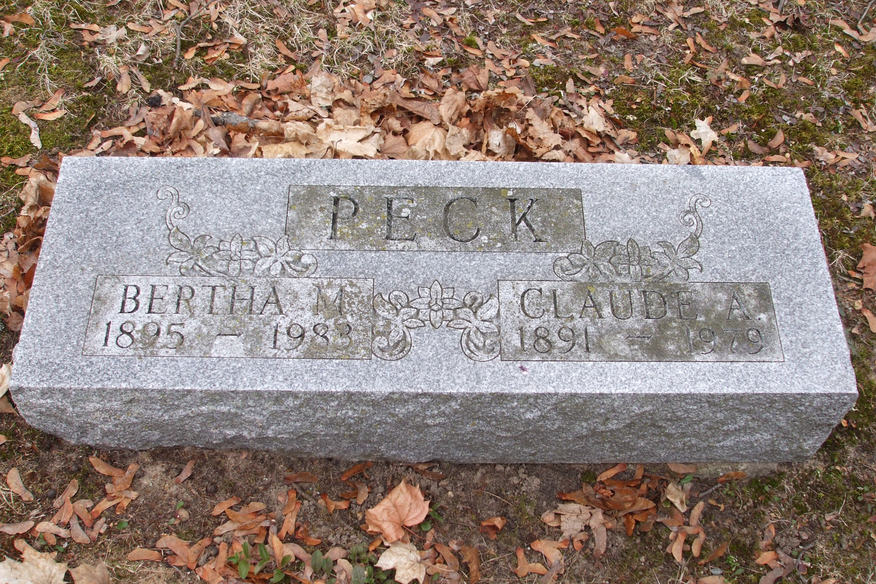 PECK
BERTHA M
1895 - 1983
CLAUDE A
1891 - 1979